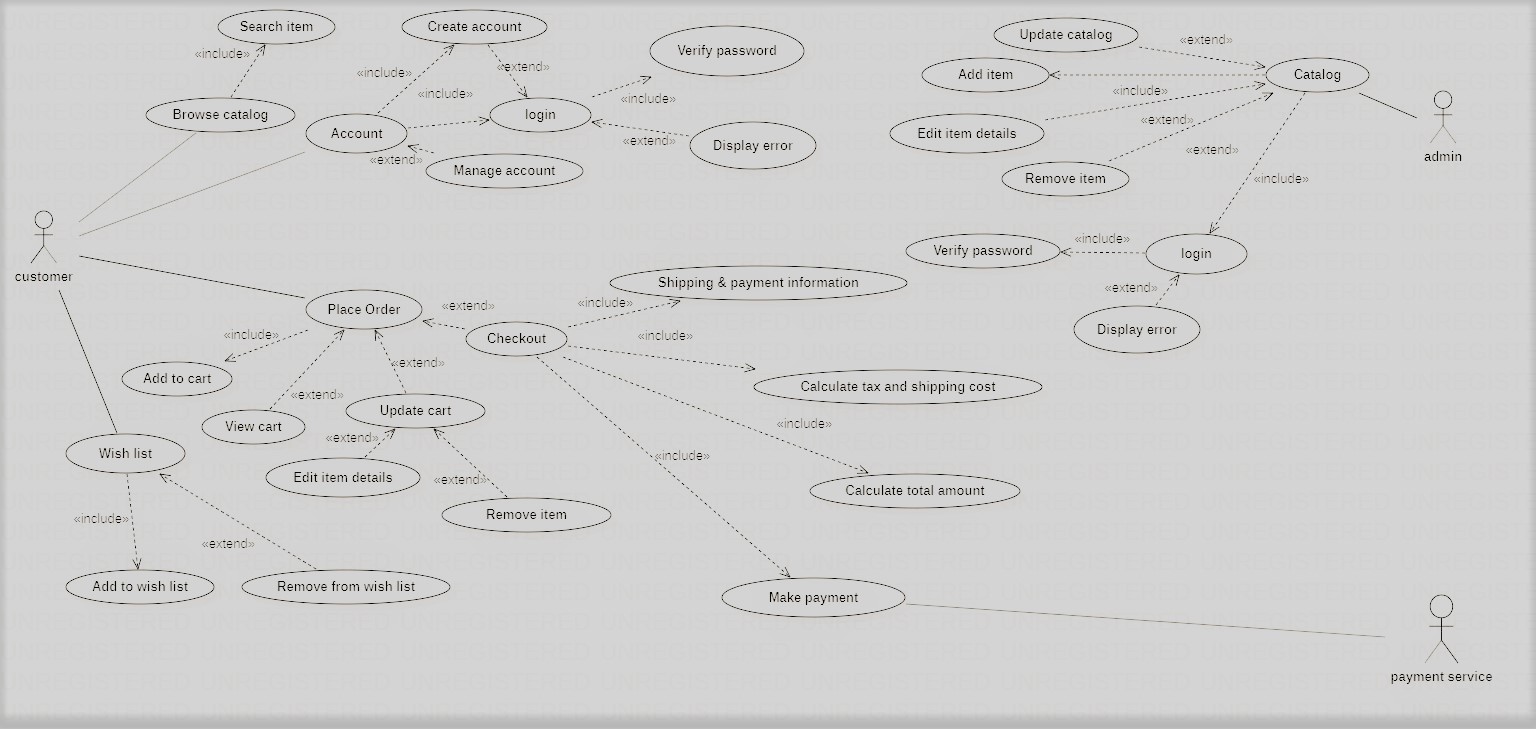 Search item
Create account
Verify password
Update catalog
«extend»
«include»
«include»
«extend»
Add item
Catalog
«include»
«include»
«include»
Browse catalog
login
«extend»
Account
Edit item details
Display error
«extend»
«extend»
«extend»
admin
Manage account
Remove item
«include»
customer
Verify password
«include»
login
Shipping & payment information
«extend»
Place Order
«extend»
«include»
Display error
«include»
Checkout
«include»
«extend»
Add to cart
Calculate tax and shipping cost
«extend»
Update cart
View cart
«include»
«extend»
Wish list
«include»
Edit item details
«extend»
Calculate total amount
«include»
Remove item
«extend»
Add to wish list
Remove from wish list
Make payment
payment service
UNREGISTERED